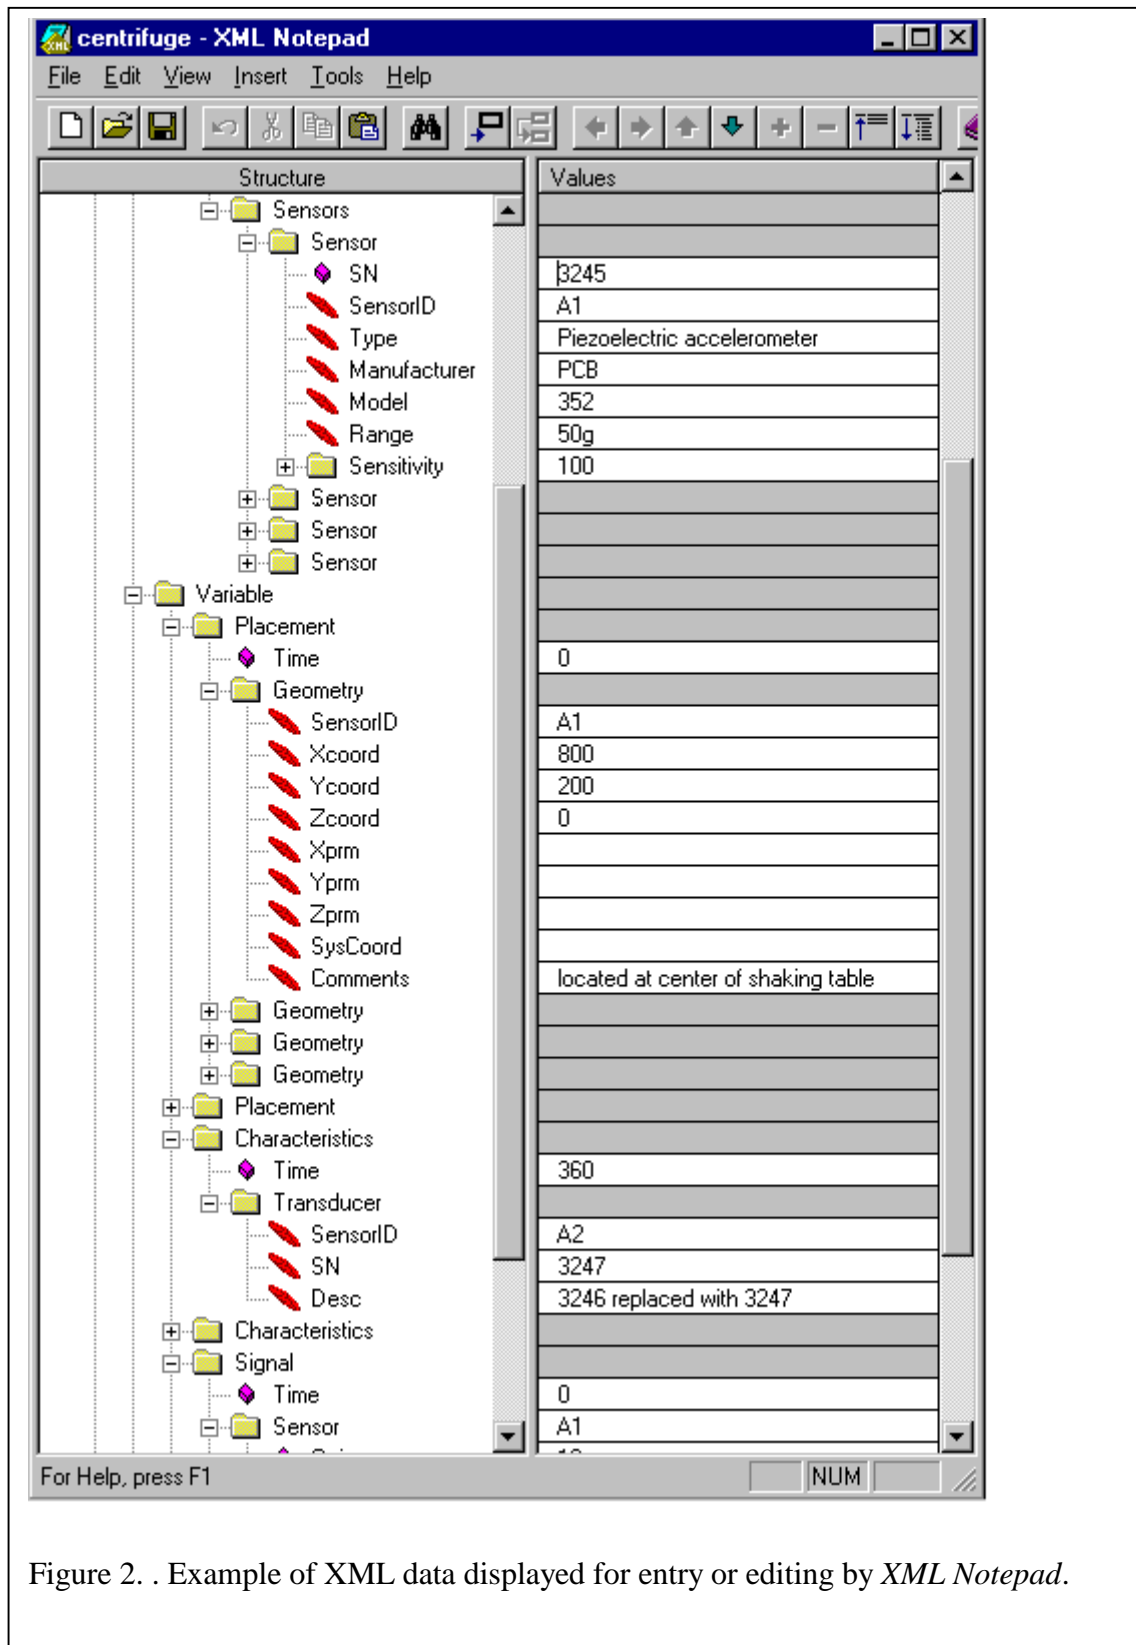 centrifuge - XML Notepad
File Edit View Insert Tools Help
Structure Values
Sensors
Sensor
SN 3245
SensorID A1
Type Piezoelectric accelerometer
Manufacturer PCB
Model 352
Range 50g
Sensitivity 100
Sensor
Sensor
Sensor
Variable
Placement
Time 0
Geometry
SensorID A1
Xcoord 800
Ycoord 200
Zcoord 0
Xprm
Yprm
Zprm
SysCoord
Comments located at center of shaking table
Geometry
Geometry
Geometry
Placement
Characteristics
Time 360
Transducer
SensorID A2
SN 3247
Desc 3246 replaced with 3247
Characteristics
Signal
Time 0
Sensor A1
For Help, press F1 NUM
Figure 2. . Example of XML data displayed for entry or editing by XML Notepad.